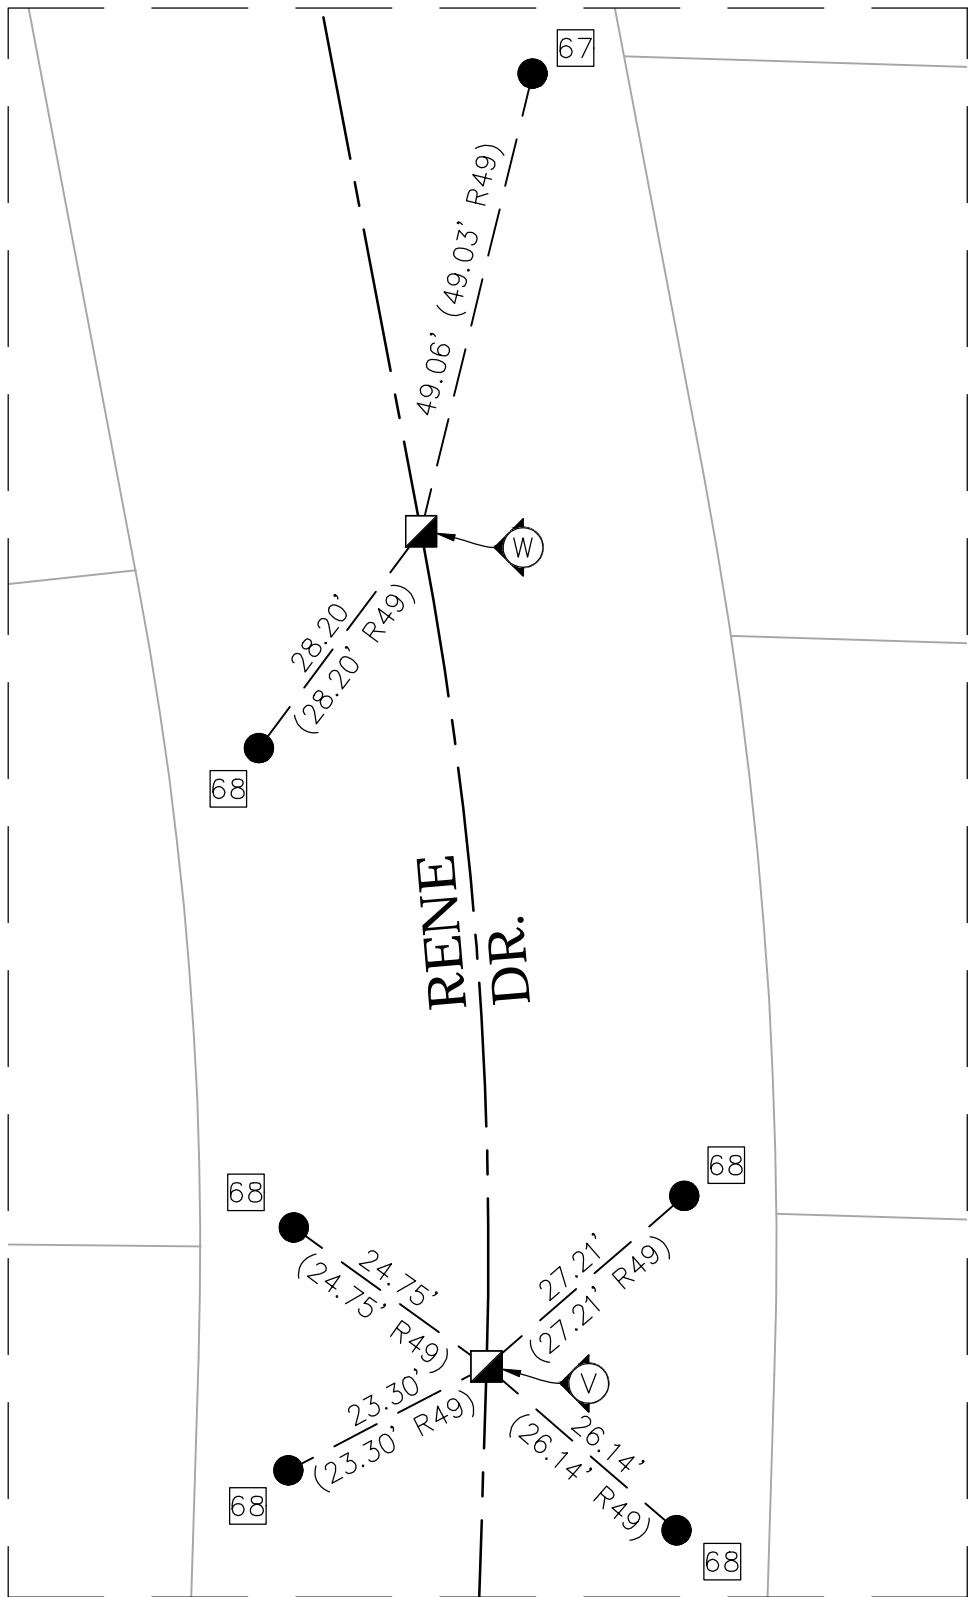 67
49.06' (49.03' R49)
W
28.20'
(28.20' R49)
68
RENE
DR.
68
68
24.75'
(24.75' R49)
27.21'
(27.21' R49)
V
23.30'
(23.30' R49)
26.14'
(26.14' R49)
68
68